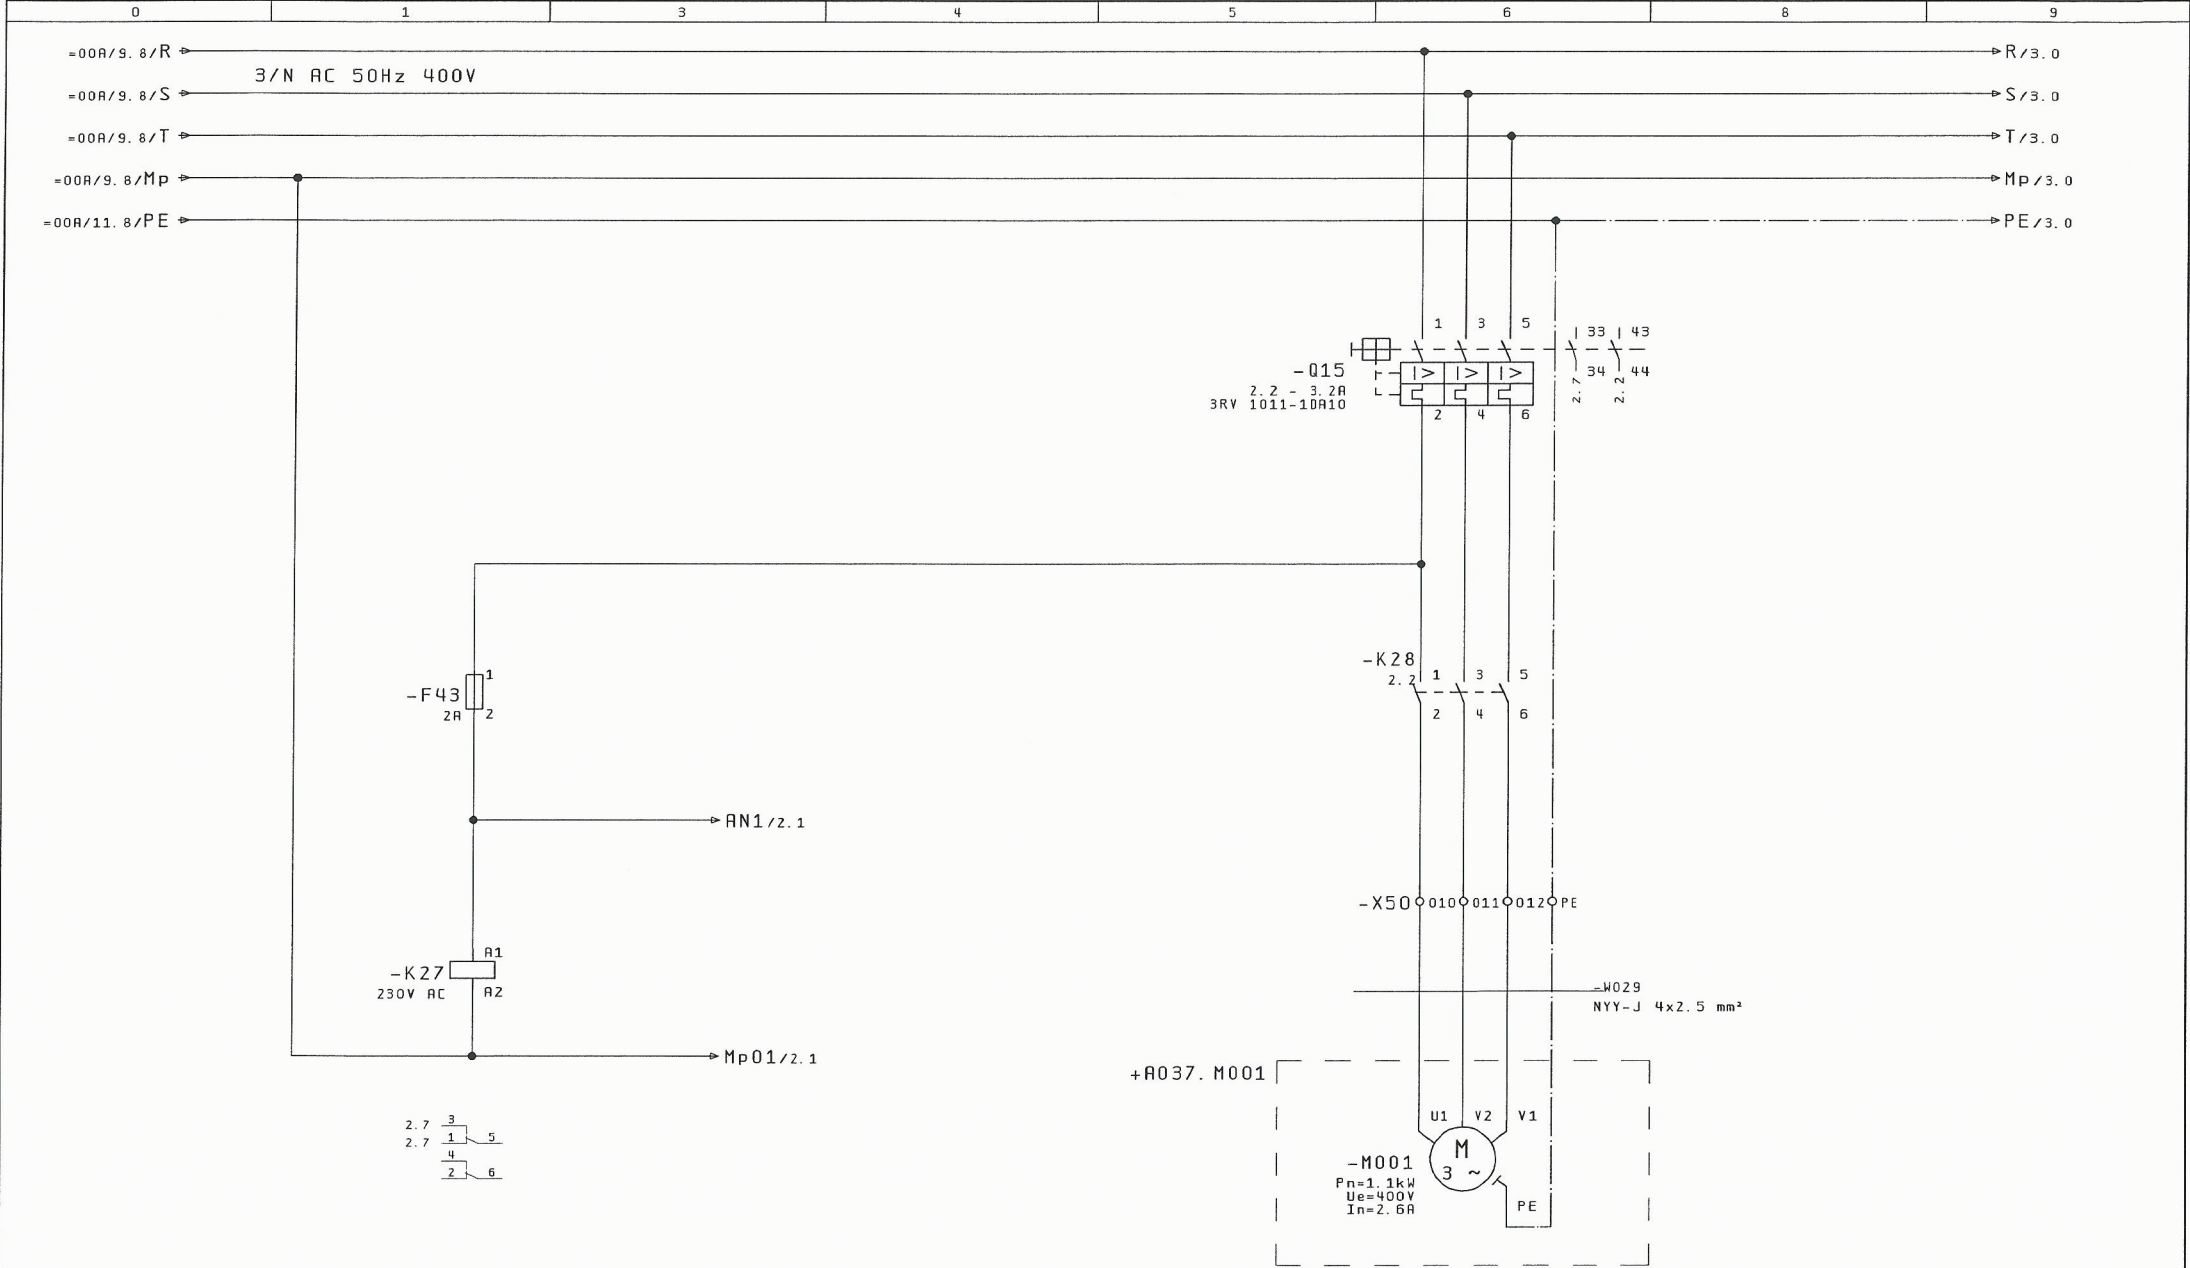 0 1 3 4 5 6 8 9
=00A/9.8/R R/3.0
3/N AC 50Hz 400V
=00A/9.8/S S/3.0
=00A/9.8/T T/3.0
=00A/9.8/Mp Mp/3.0
=00A/11.8/PE PE/3.0
1 3 5 33 43
-Q15 I> I> I> 34 44
2.7 2.2
2.2 - 3.2A
3RV 1011-1DA10
2 4 6
-K28
2.2 1 3 5
2 4 6
-F43 1
2A 2
AN1/2.1
-X50 010 011 012 PE
A1
-K27
230V AC A2
-W029
NYY-J 4x2.5 mm²
Mp01/2.1
+A037.M001
U1 V2 V1
M
3 ~
-M001
Pn=1.1kW
Ue=400V
In=2.6A
PE
2.7 3
2.7 1 5
4
2 6